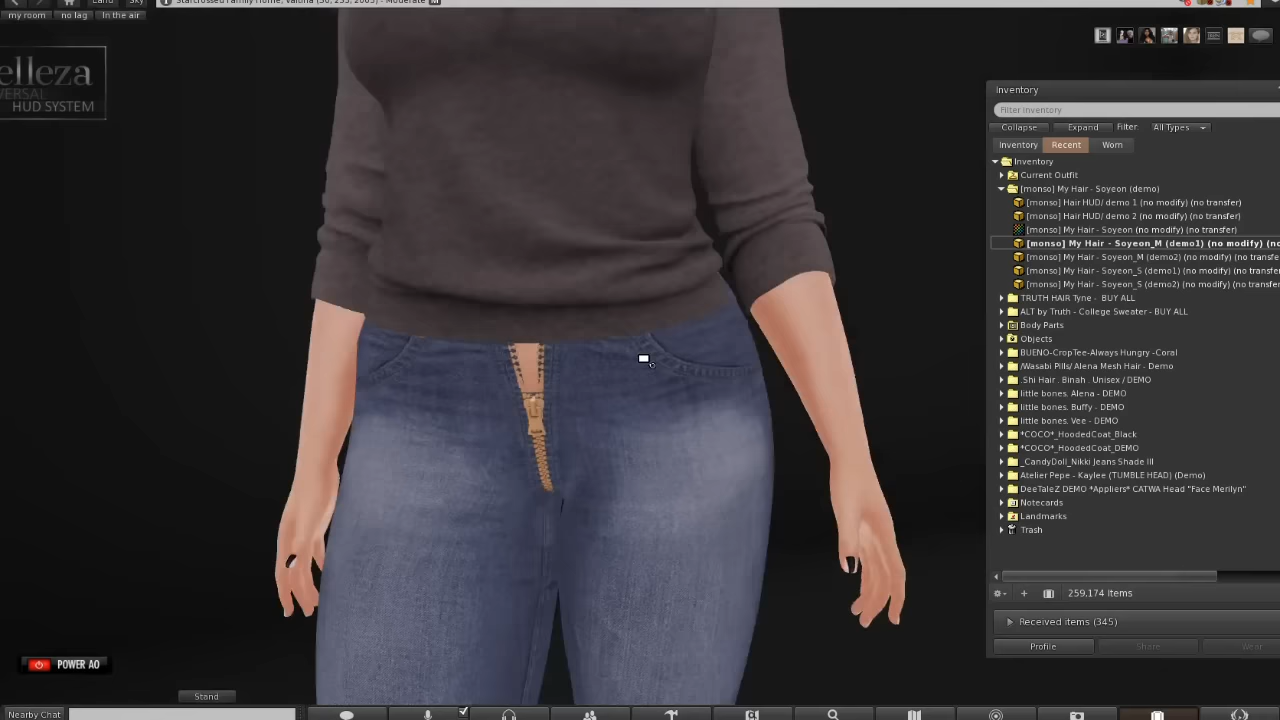 Land
Sky
Starcrossed Family Home, Valuna (50, 233, 2003) - Moderate
my room
no lag
In the air
elleza
VERSAL
HUD SYSTEM
Inventory
Filter Inventory
Collapse
Expand
Filter:
All Types
Inventory
Recent
Worn
Inventory
Current Outfit
[monso] My Hair - Soyeon (demo)
[monso] Hair HUD/ demo 1 (no modify) (no transfer)
[monso] Hair HUD/ demo 2 (no modify) (no transfer)
[monso] My Hair - Soyeon (no modify) (no transfer)
[monso] My Hair - Soyeon_M (demo1) (no modify) (no
[monso] My Hair - Soyeon_M (demo2) (no modify) (no transfe
[monso] My Hair - Soyeon_S (demo1) (no modify) (no transfer
[monso] My Hair - Soyeon_S (demo2) (no modify) (no transfer
TRUTH HAIR Tyne - BUY ALL
ALT by Truth - College Sweater - BUY ALL
Body Parts
Objects
BUENO-CropTee-Always Hungry -Coral
/Wasabi Pills/ Alena Mesh Hair - Demo
.Shi Hair . Binah . Unisex / DEMO
little bones. Alena - DEMO
little bones. Buffy - DEMO
little bones. Vee - DEMO
*COCO*_HoodedCoat_Black
*COCO*_HoodedCoat_DEMO
_CandyDoll_Nikki Jeans Shade III
Atelier Pepe - Kaylee (TUMBLE HEAD) (Demo)
DeeTaleZ DEMO *Appliers* CATWA Head "Face Merilyn"
Notecards
Landmarks
Trash
259,174 Items
Received items (345)
Profile
Share
Wear
POWER AO
Stand
Nearby Chat